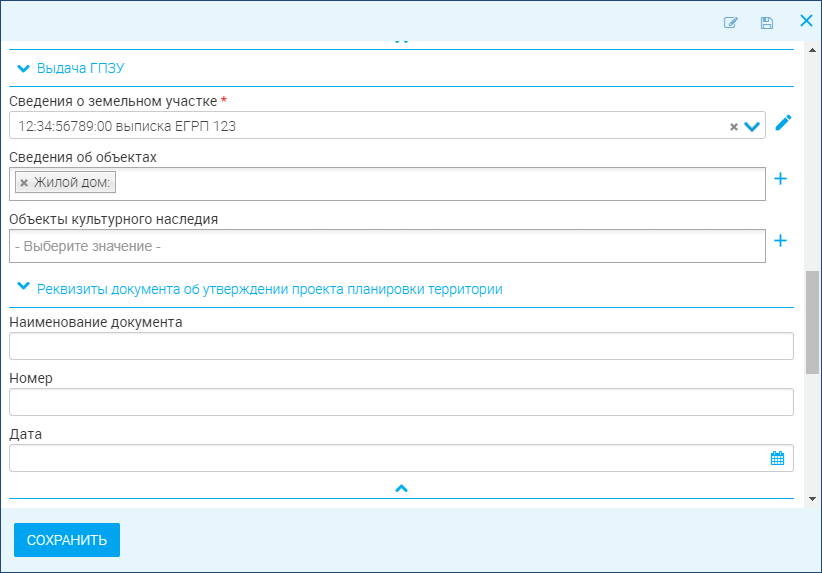 Выдача ГПЗУ
Сведения о земельном участке *
12:34:56789:00 выписка ЕГРП 123
Сведения об объектах
Жилой дом:
Объекты культурного наследия
- Выберите значение -
Реквизиты документа об утверждении проекта планировки территории
Наименование документа
Номер
Дата
СОХРАНИТЬ